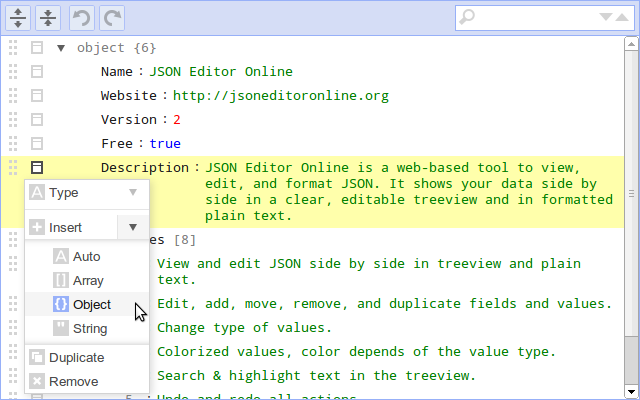 object {6}
Name : JSON Editor Online
Website : http://jsoneditoronline.org
Version : 2
Free : true
Description : JSON Editor Online is a web-based tool to view,
edit, and format JSON. It shows your data side by
side in a clear, editable treeview and in formatted
plain text.
Type
Insert
Auto
Array
Object
String
Duplicate
Remove
es [8]
View and edit JSON side by side in treeview and plain
text.
Edit, add, move, remove, and duplicate fields and values.
Change type of values.
Colorized values, color depends of the value type.
Search & highlight text in the treeview.
5 : Undo and redo all actions.